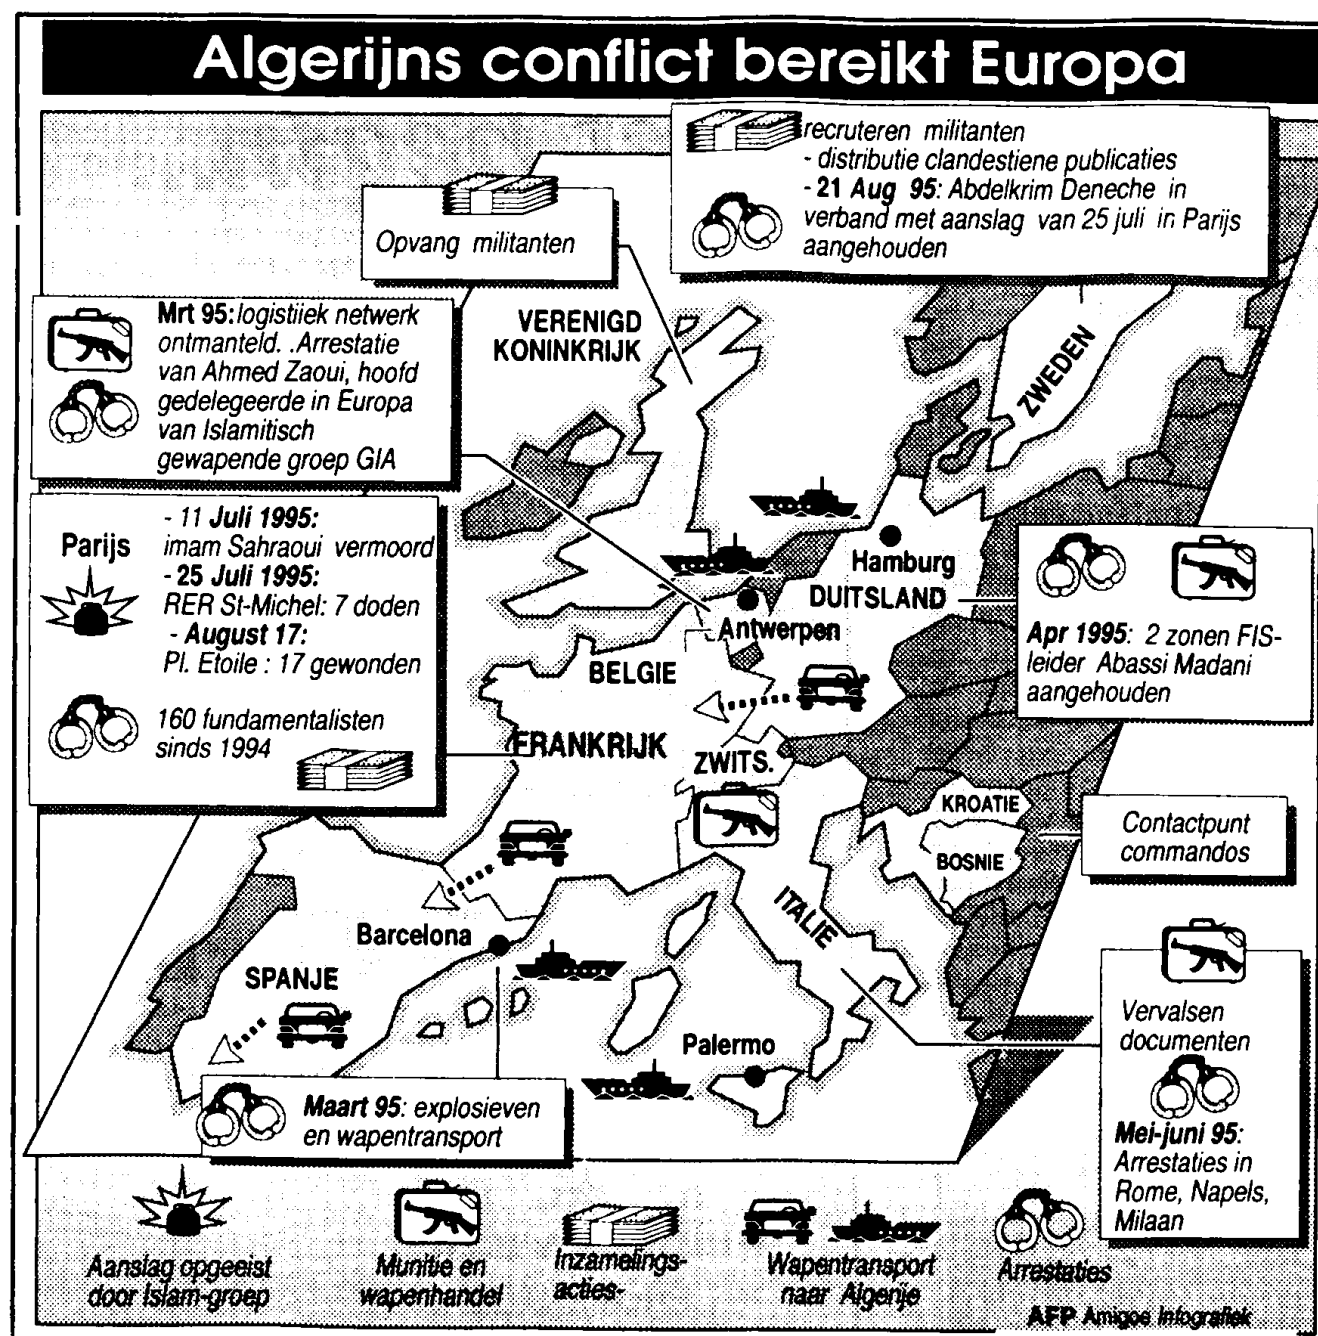 Algerijns conflict bereikt Europa
recruteren militanten
- distributie clandestiene publicaties
- 21 Aug 95: Abdelkrim Deneche in
verband met aanslag van 25 juli in Parijs
aangehouden
Opvang militanten
Mrt 95: logistiiek netwerk
ontmanteld. .Arrestatie
van Ahmed Zaoui, hoofd
gedelegeerde in Europa
van Islamitisch
gewapende groep GIA
VERENIGD
KONINKRIJK
ZWEDEN
Parijs
- 11 Juli 1995:
imam Sahraoui vermoord
- 25 Juli 1995:
RER St-Michel: 7 doden
- August 17:
Pl. Etoile : 17 gewonden
160 fundamentalisten
sinds 1994
Hamburg
DUITSLAND
Antwerpen
BELGIE
FRANKRIJK
ZWITS.
Apr 1995: 2 zonen FIS-
leider Abassi Madani
aangehouden
KROATIE
BOSNIE
Contactpunt
commandos
ITALIE
Barcelona
SPANJE
Palermo
Maart 95: explosieven
en wapentransport
Vervalsen
documenten
Mei-juni 95:
Arrestaties in
Rome, Napels,
Milaan
Aanslag opgeeist
door Islam-groep
Munitie en
wapenhandel
Inzamelings-
acties-
Wapentransport
naar Algerije
Arrestaties
AFP Amigoe Infografiek